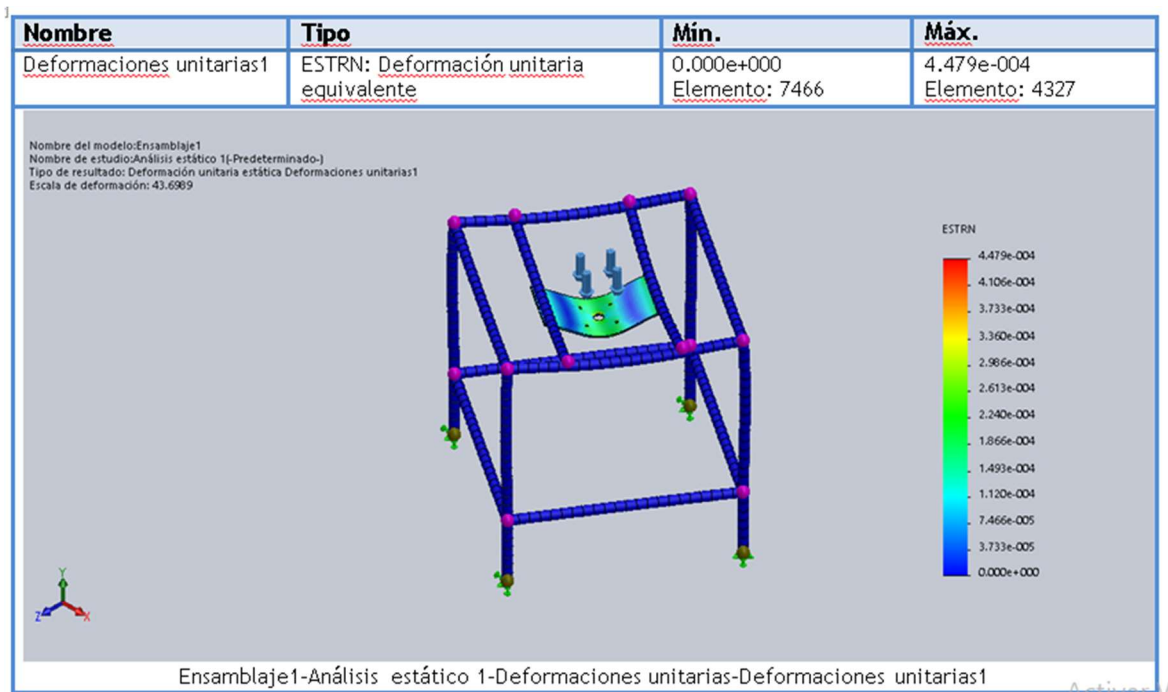 1
Nombre Tipo Mín. Máx.
Deformaciones unitarias1 ESTRN: Deformación unitaria 0.000e+000 4.479e-004
equivalente Elemento: 7466 Elemento: 4327
Nombre del modelo:Ensamblaje1
Nombre de estudio:Análisis estático 1(-Predeterminado-)
Tipo de resultado: Deformación unitaria estática Deformaciones unitarias1
Escala de deformación: 43.6989
ESTRN
4.479e-004
4.106e-004
3.733e-004
3.360e-004
2.986e-004
2.613e-004
2.240e-004
1.866e-004
1.493e-004
1.120e-004
7.466e-005
3.733e-005
0.000e+000
Y
Z
X
Ensamblaje1-Análisis estático 1-Deformaciones unitarias-Deformaciones unitarias1